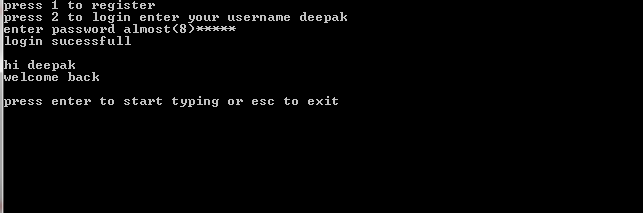 press 1 to register
press 2 to login enter your username deepak
enter password almost(8)*****
login sucessfull
hi deepak
welcome back
press enter to start typing or esc to exit